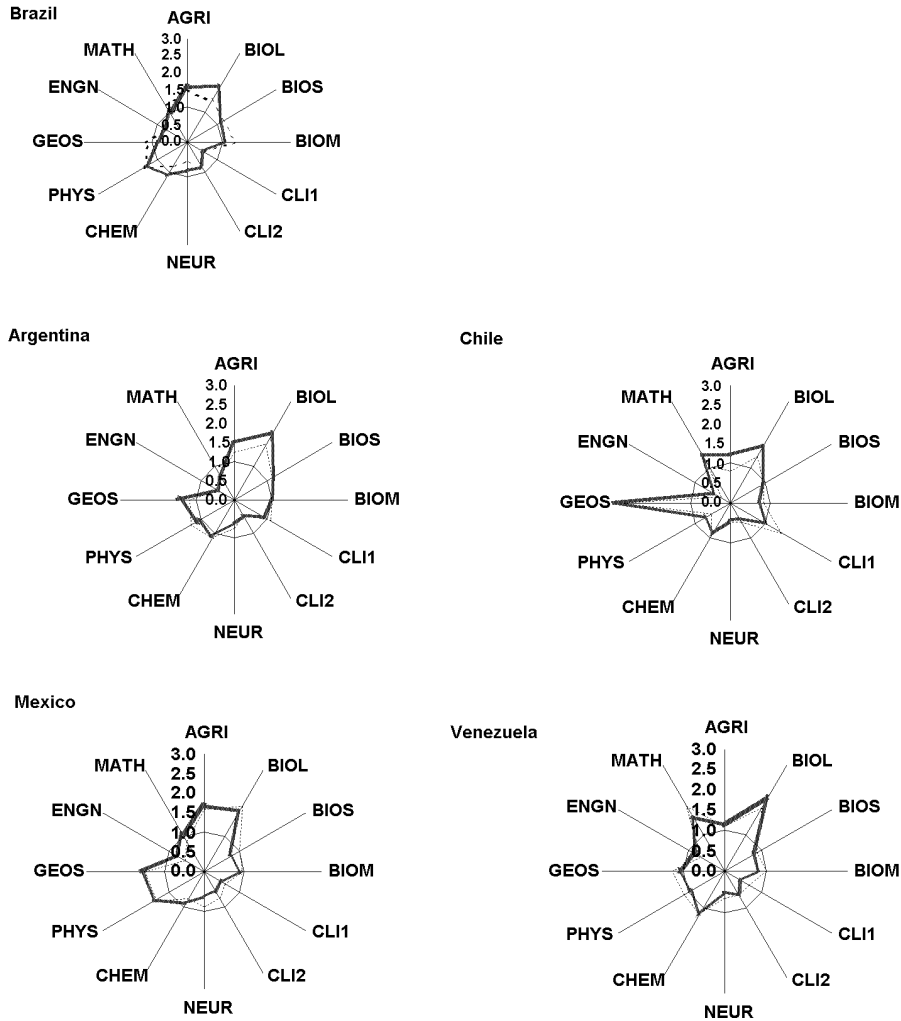 Brazil
AGRI
3.0
MATH
BIOL
2.5
2.0
ENGN
BIOS
1.5
1.0
0.5
GEOS
0.0
BIOM
PHYS
CLI1
CHEM
CLI2
NEUR
Argentina
AGRI
3.0
MATH
BIOL
2.5
2.0
ENGN
BIOS
1.5
1.0
0.5
GEOS
0.0
BIOM
PHYS
CLI1
CHEM
CLI2
NEUR
Chile
AGRI
3.0
MATH
BIOL
2.5
2.0
ENGN
BIOS
1.5
1.0
0.5
GEOS
0.0
BIOM
PHYS
CLI1
CHEM
CLI2
NEUR
Mexico
AGRI
3.0
MATH
BIOL
2.5
2.0
ENGN
BIOS
1.5
1.0
0.5
GEOS
0.0
BIOM
PHYS
CLI1
CHEM
CLI2
NEUR
Venezuela
AGRI
3.0
MATH
BIOL
2.5
2.0
ENGN
BIOS
1.5
1.0
0.5
GEOS
0.0
BIOM
PHYS
CLI1
CHEM
CLI2
NEUR